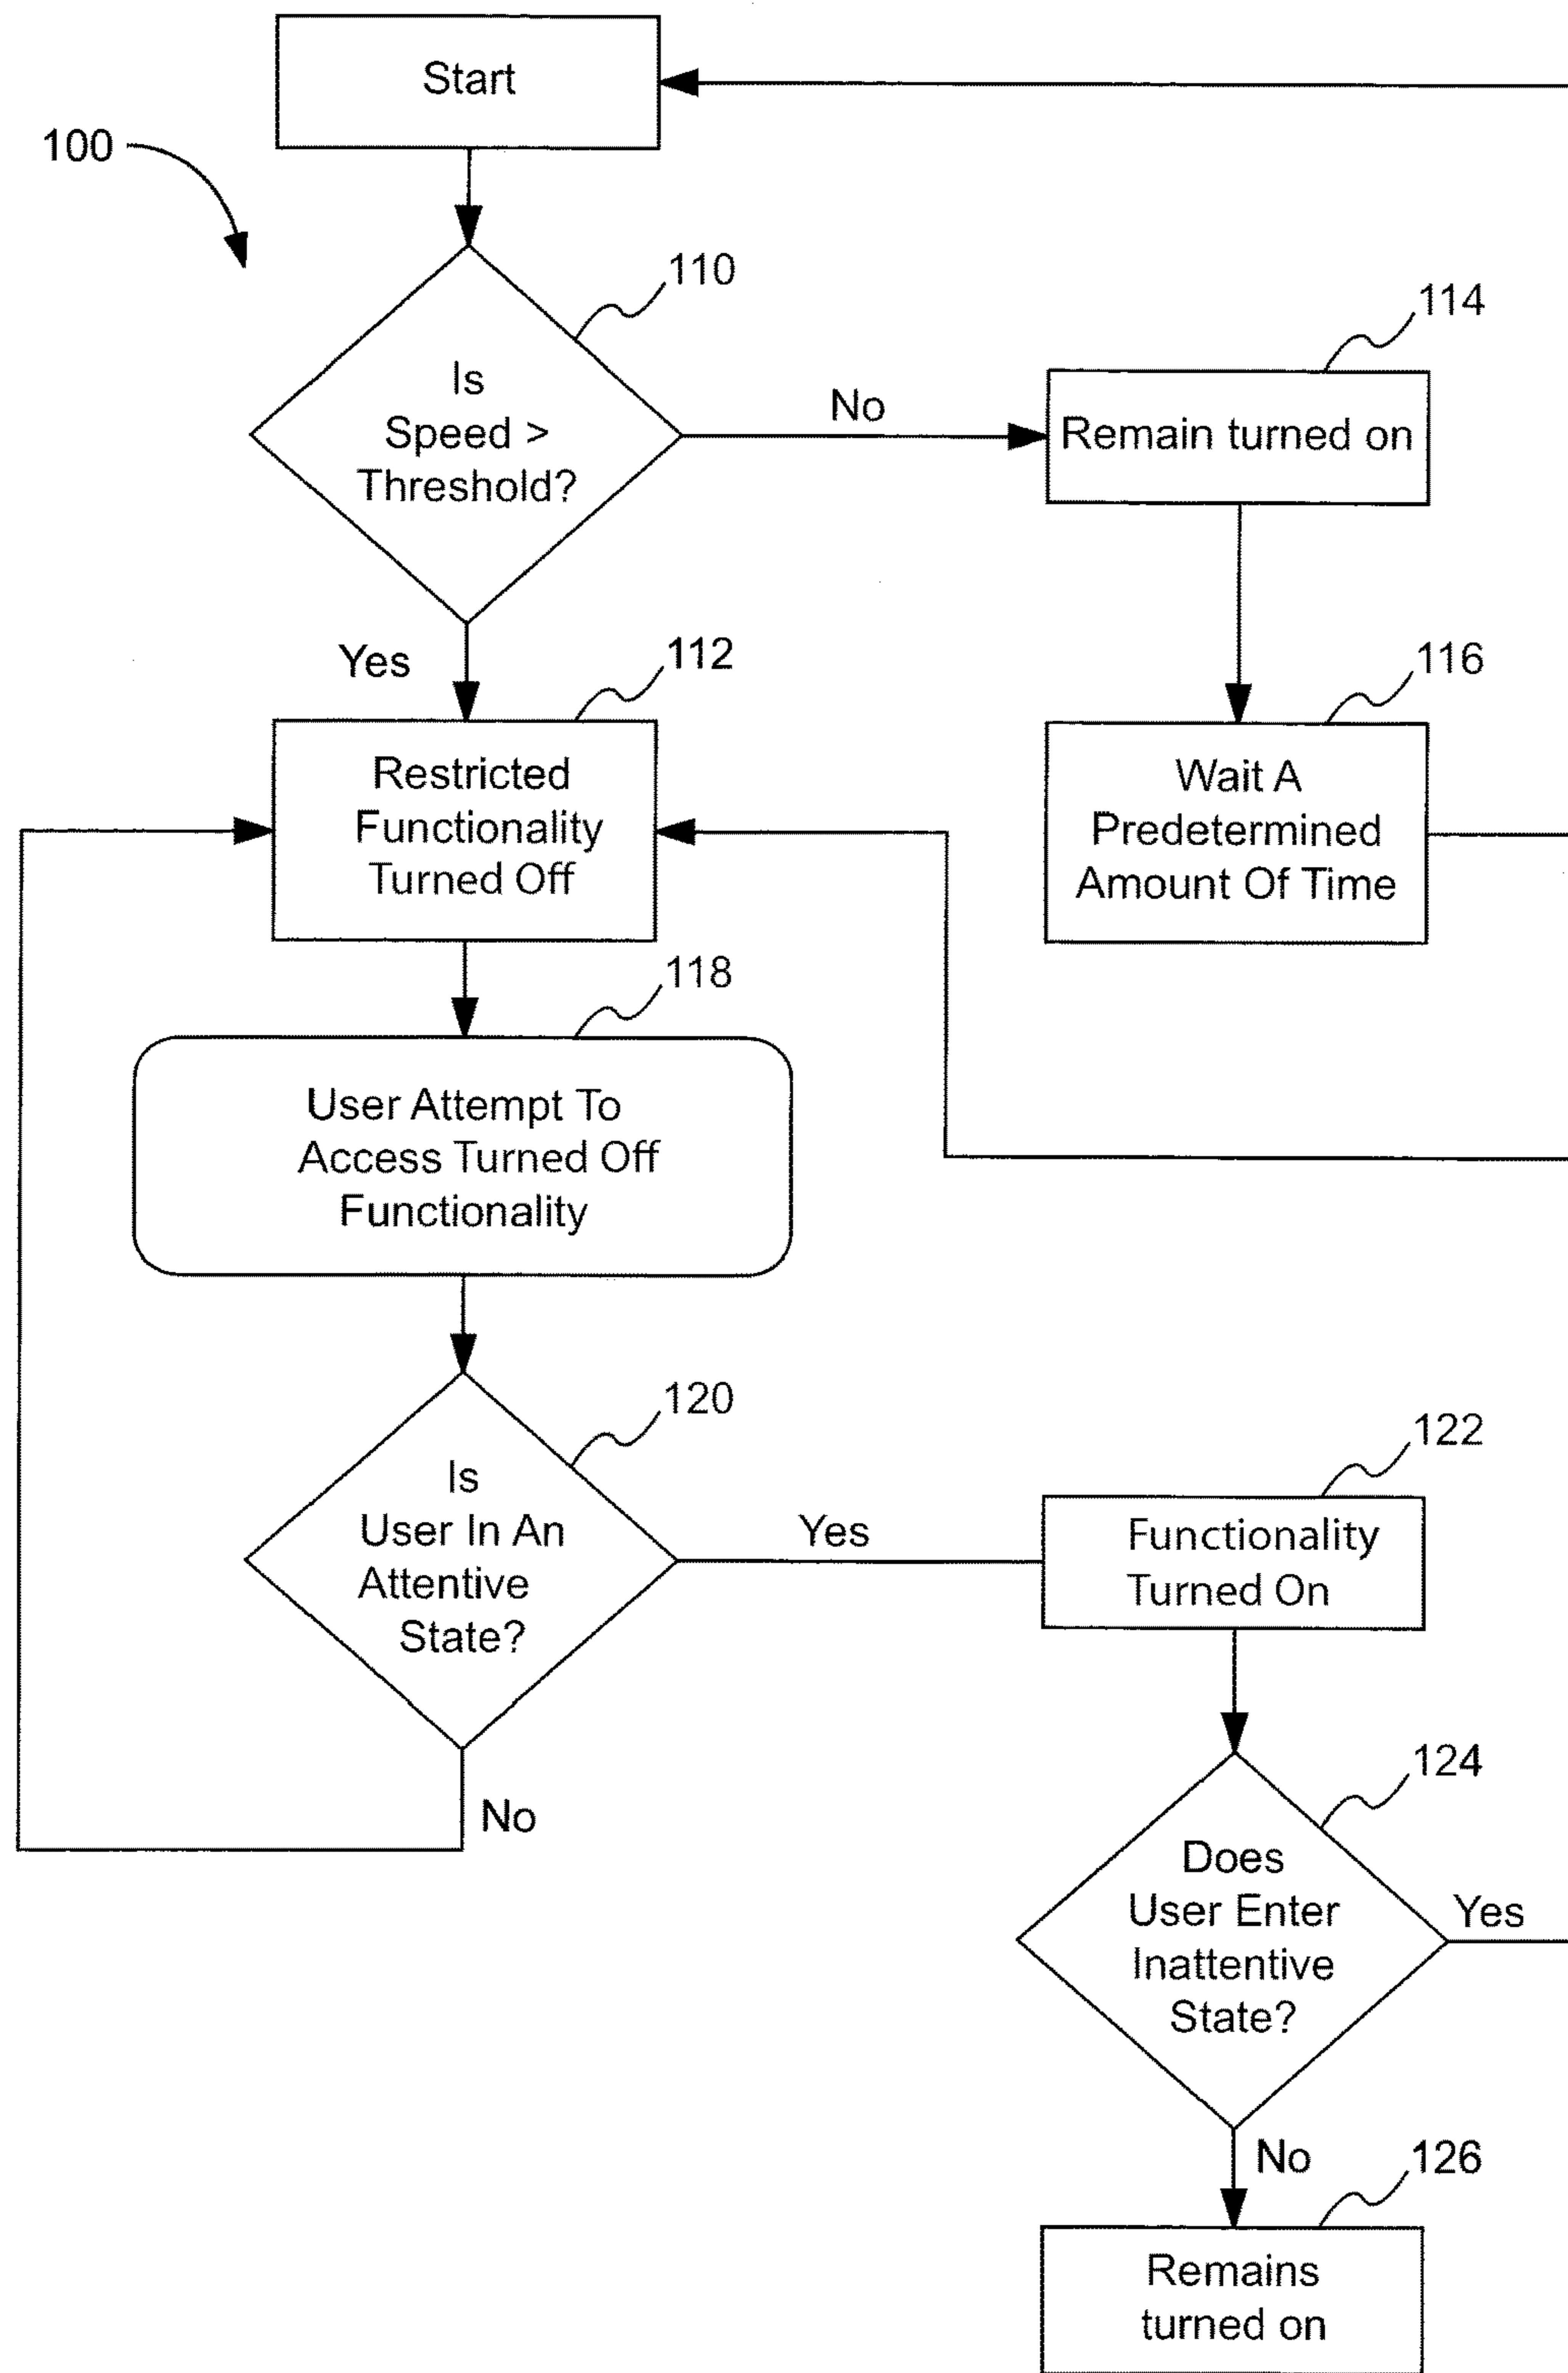 Start
100
110
Is
Speed >
Threshold?
No
114
Remain turned on
Yes
112
Restricted
Functionality
Turned Off
116
Wait A
Predetermined
Amount Of Time
118
User Attempt To
Access Turned Off
Functionality
120
Is
User In An
Attentive
State?
Yes
122
Functionality
Turned On
No
124
Does
User Enter
Inattentive
State?
Yes
No
126
Remains
turned on